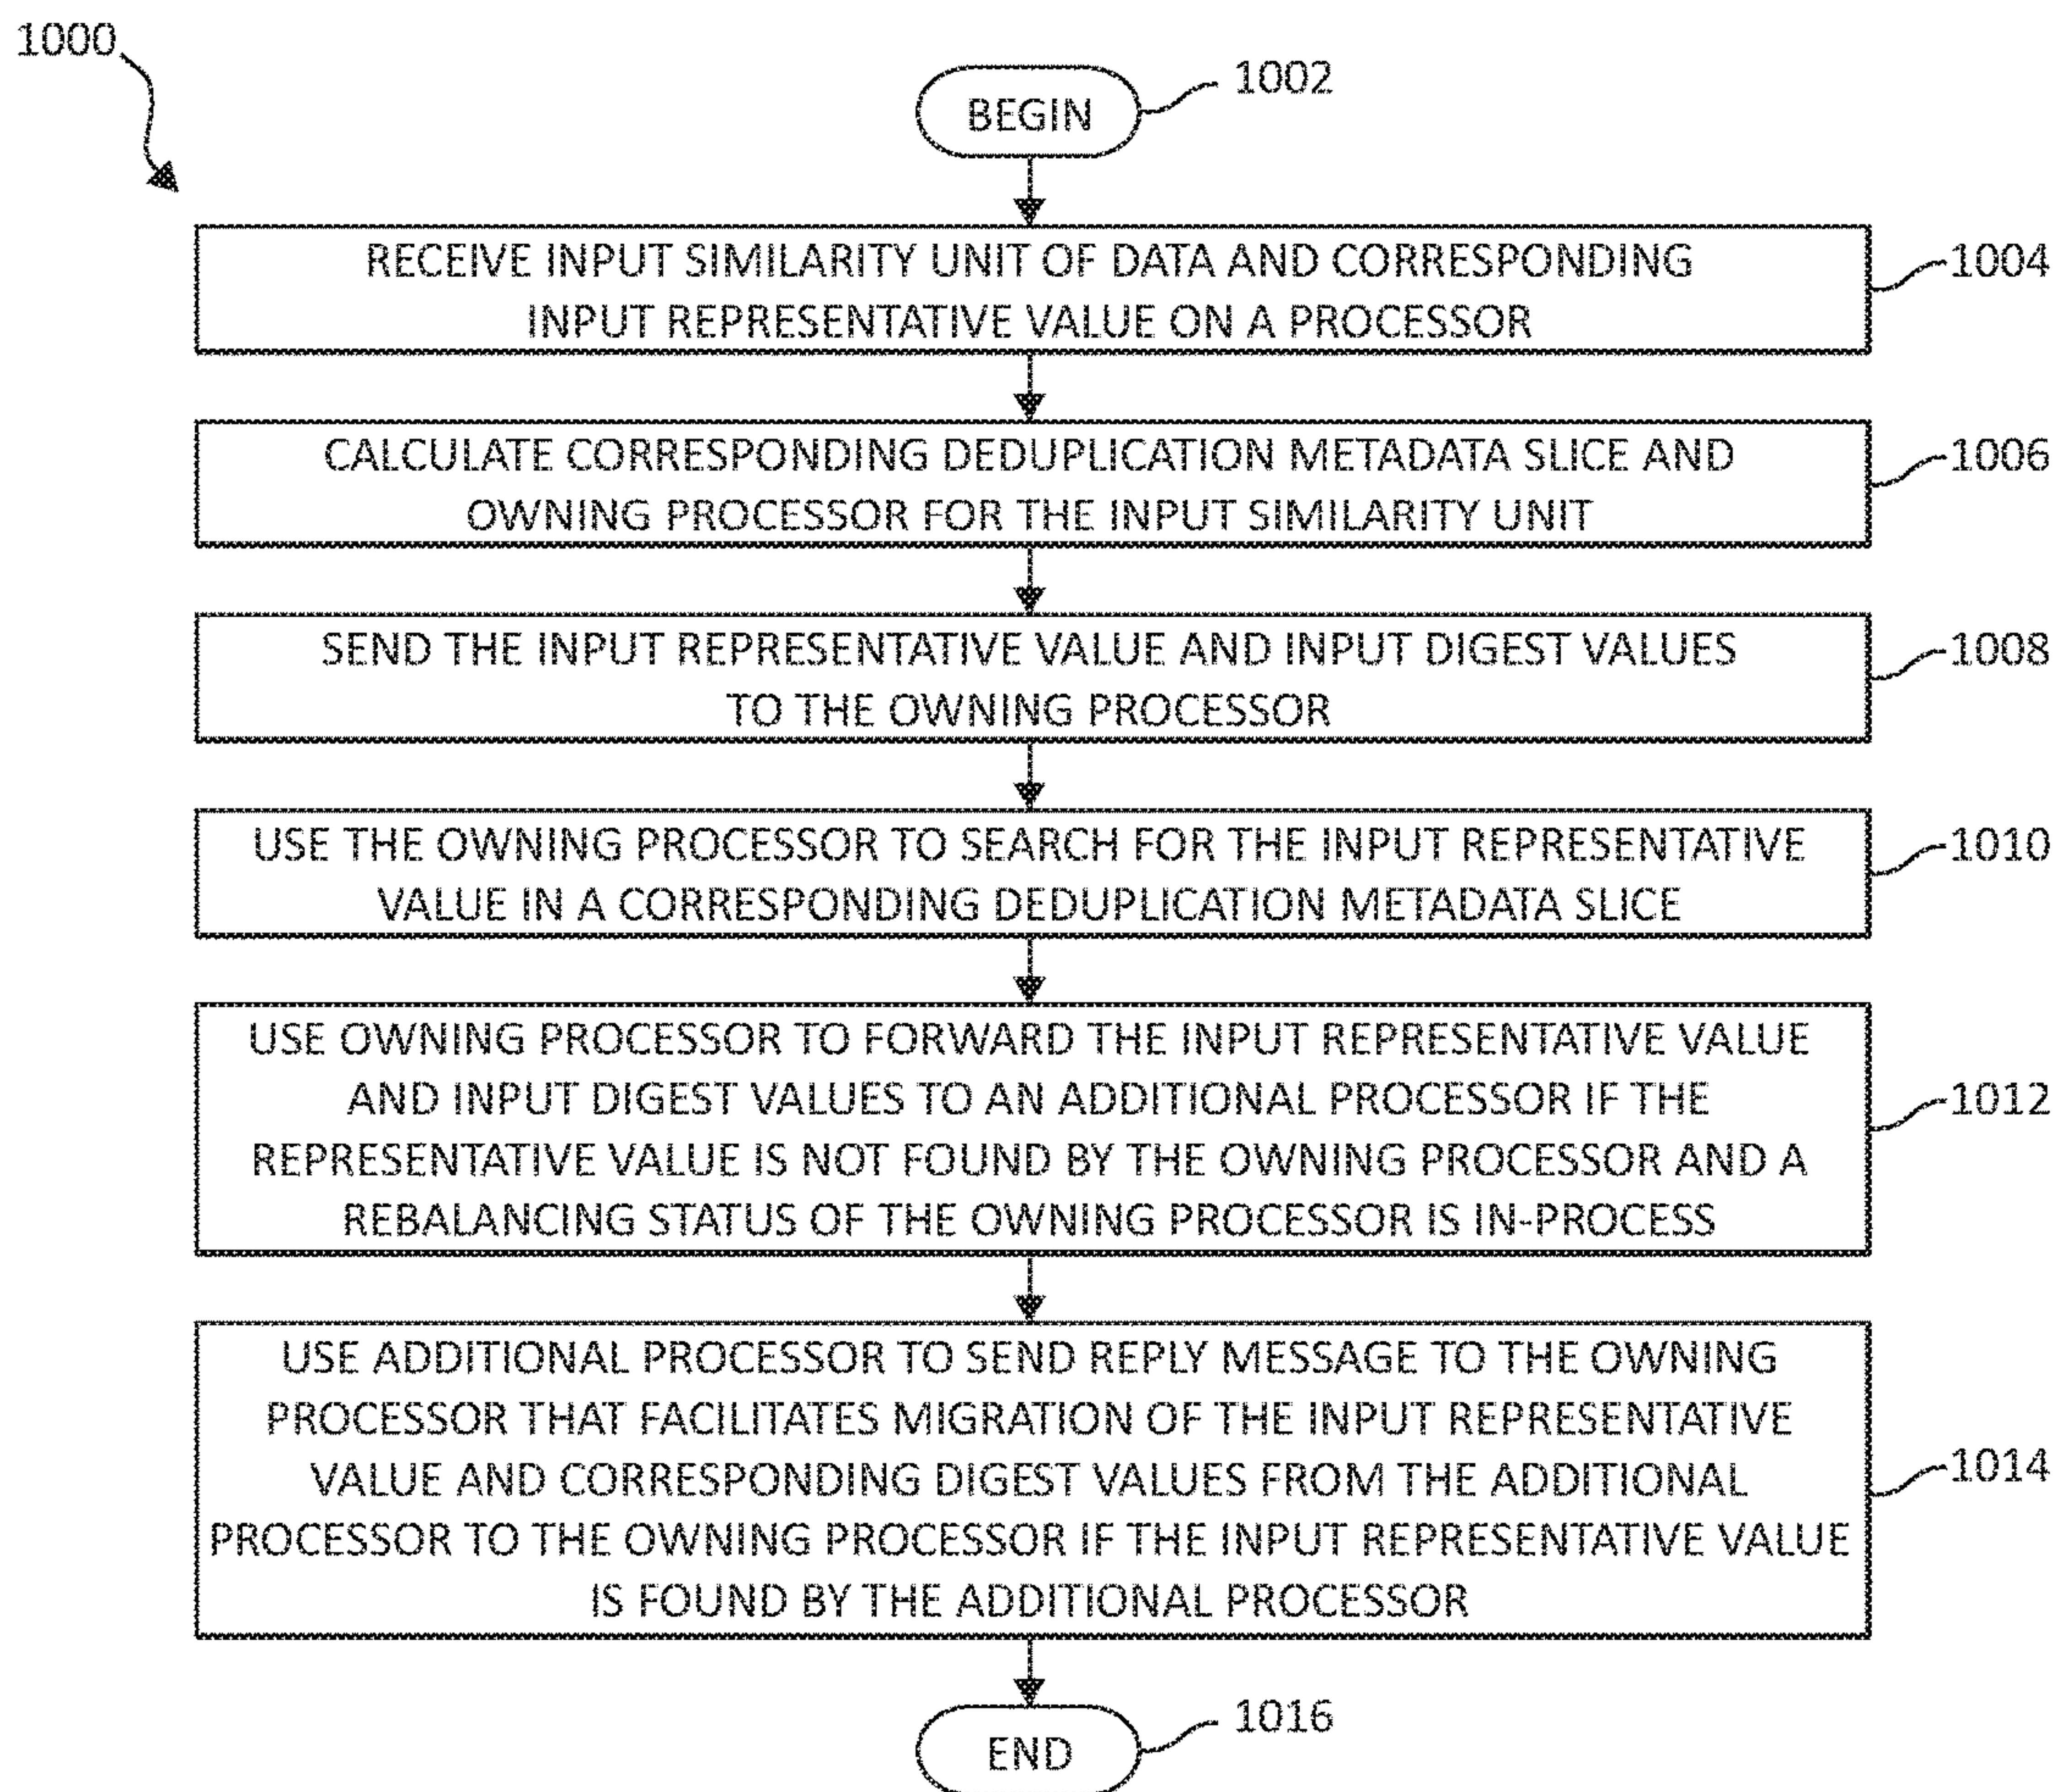 1000
BEGIN
1002
RECEIVE INPUT SIMILARITY UNIT OF DATA AND CORRESPONDING
INPUT REPRESENTATIVE VALUE ON A PROCESSOR
1004
CALCULATE CORRESPONDING DEDUPLICATION METADATA SLICE AND
OWNING PROCESSOR FOR THE INPUT SIMILARITY UNIT
1006
SEND THE INPUT REPRESENTATIVE VALUE AND INPUT DIGEST VALUES
TO THE OWNING PROCESSOR
1008
USE THE OWNING PROCESSOR TO SEARCH FOR THE INPUT REPRESENTATIVE
VALUE IN A CORRESPONDING DEDUPLICATION METADATA SLICE
1010
USE OWNING PROCESSOR TO FORWARD THE INPUT REPRESENTATIVE VALUE
AND INPUT DIGEST VALUES TO AN ADDITIONAL PROCESSOR IF THE
REPRESENTATIVE VALUE IS NOT FOUND BY THE OWNING PROCESSOR AND A
REBALANCING STATUS OF THE OWNING PROCESSOR IS IN-PROCESS
1012
USE ADDITIONAL PROCESSOR TO SEND REPLY MESSAGE TO THE OWNING
PROCESSOR THAT FACILITATES MIGRATION OF THE INPUT REPRESENTATIVE
VALUE AND CORRESPONDING DIGEST VALUES FROM THE ADDITIONAL
PROCESSOR TO THE OWNING PROCESSOR IF THE INPUT REPRESENTATIVE VALUE
IS FOUND BY THE ADDITIONAL PROCESSOR
1014
END
1016